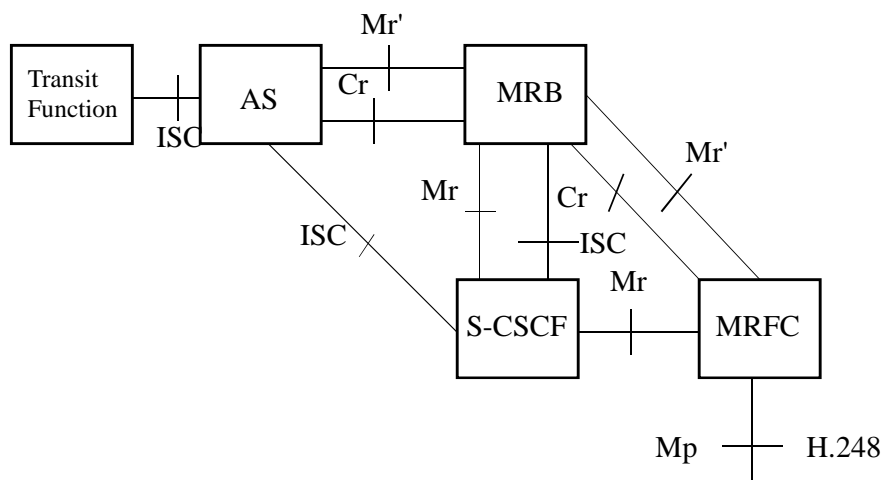 Mr'
Transit
Function
AS
Cr
MRB
ISC
Mr'
Mr
Cr
ISC
ISC
Mr
S-CSCF
MRFC
Mp
H.248